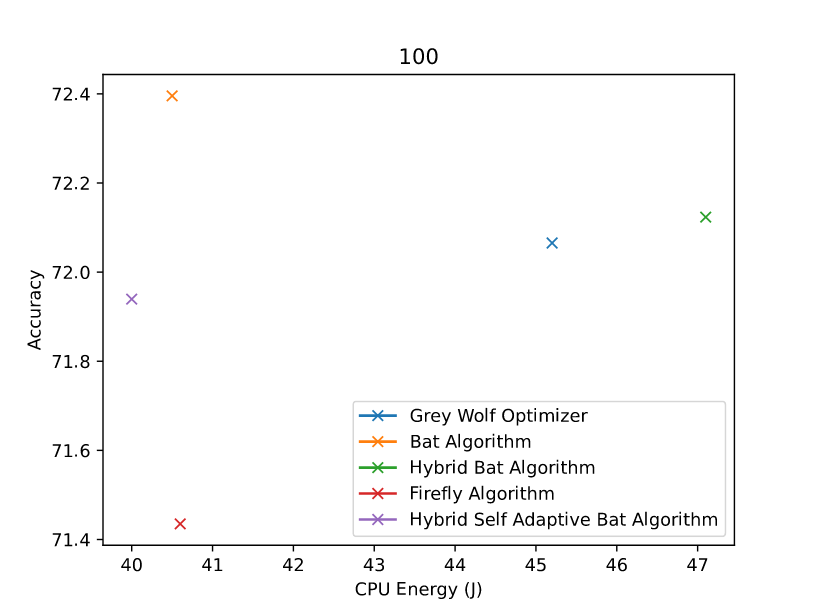 100
72.4
72.2
72.0
71.8
71.6
71.4
Accuracy
Grey Wolf Optimizer
Bat Algorithm
Hybrid Bat Algorithm
Firefly Algorithm
Hybrid Self Adaptive Bat Algorithm
40 41 42 43 44 45 46 47
CPU Energy (J)